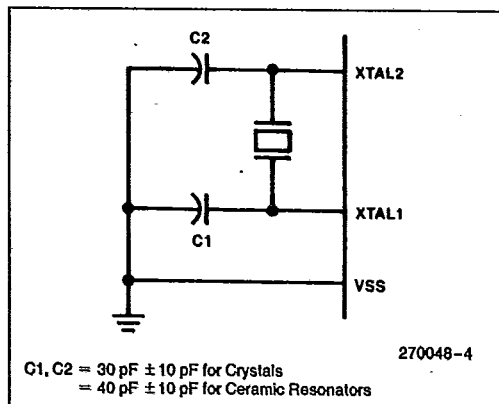 C2
XTAL2
XTAL1
C1
VSS
270048-4
C1, C2 = 30 pF ±10 pF for Crystals
= 40 pF ±10 pF for Ceramic Resonators